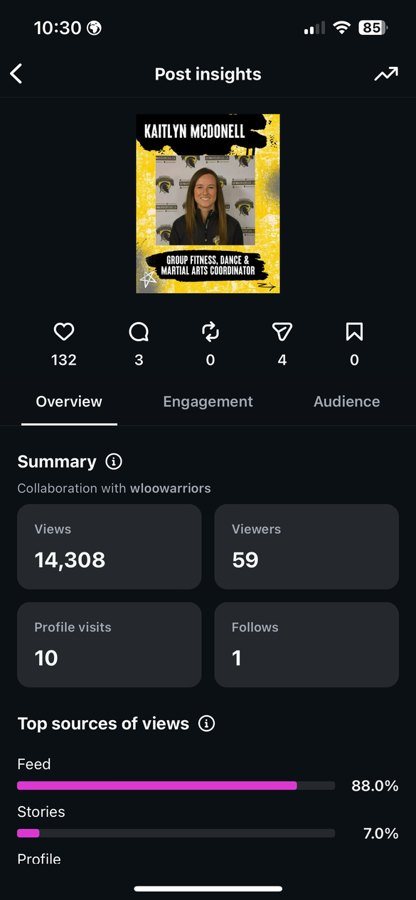 10:30
85
Post insights
KAITLYN MCDONELL
GROUP FITNESS, DANCE &
MARTIAL ARTS COORDINATOR
132 3 0 4 0
Overview Engagement Audience
Summary
Collaboration with wloowarriors
Views Viewers
14,308 59
Profile visits Follows
10 1
Top sources of views
Feed
88.0%
Stories
7.0%
Profile